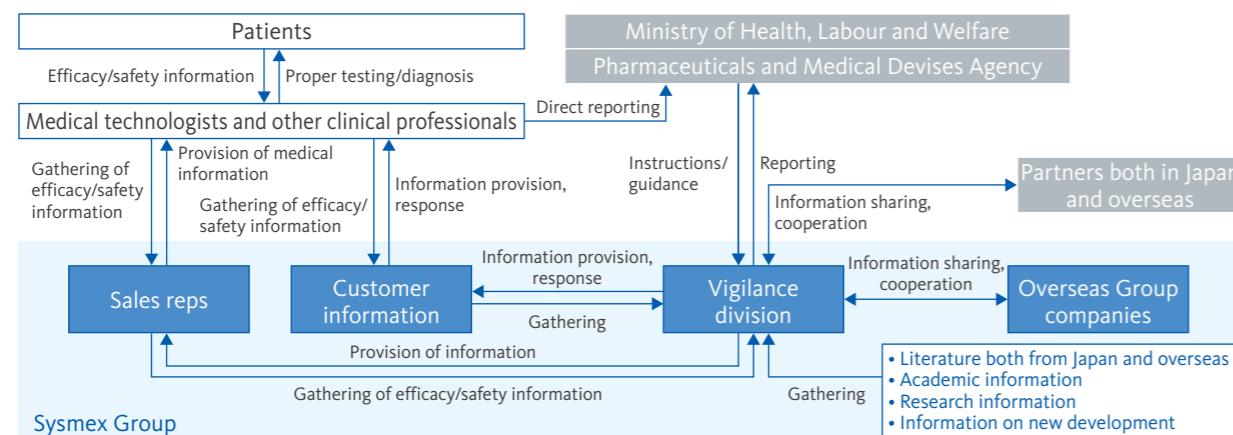 Patients
Ministry of Health, Labour and Welfare
Pharmaceuticals and Medical Devises Agency
Efficacy/safety information
Proper testing/diagnosis
Medical technologists and other clinical professionals
Direct reporting
Gathering of
efficacy/safety
information
Provision of medical
information
Gathering of efficacy/
safety information
Information provision,
response
Instructions/
guidance
Reporting
Information sharing,
cooperation
Partners both in Japan
and overseas
Sales reps
Customer
information
Information provision,
response
Gathering
Vigilance
division
Information sharing,
cooperation
Overseas Group
companies
Provision of information
Gathering of efficacy/safety information
Gathering
• Literature both from Japan and overseas
• Academic information
• Research information
• Information on new development
Sysmex Group